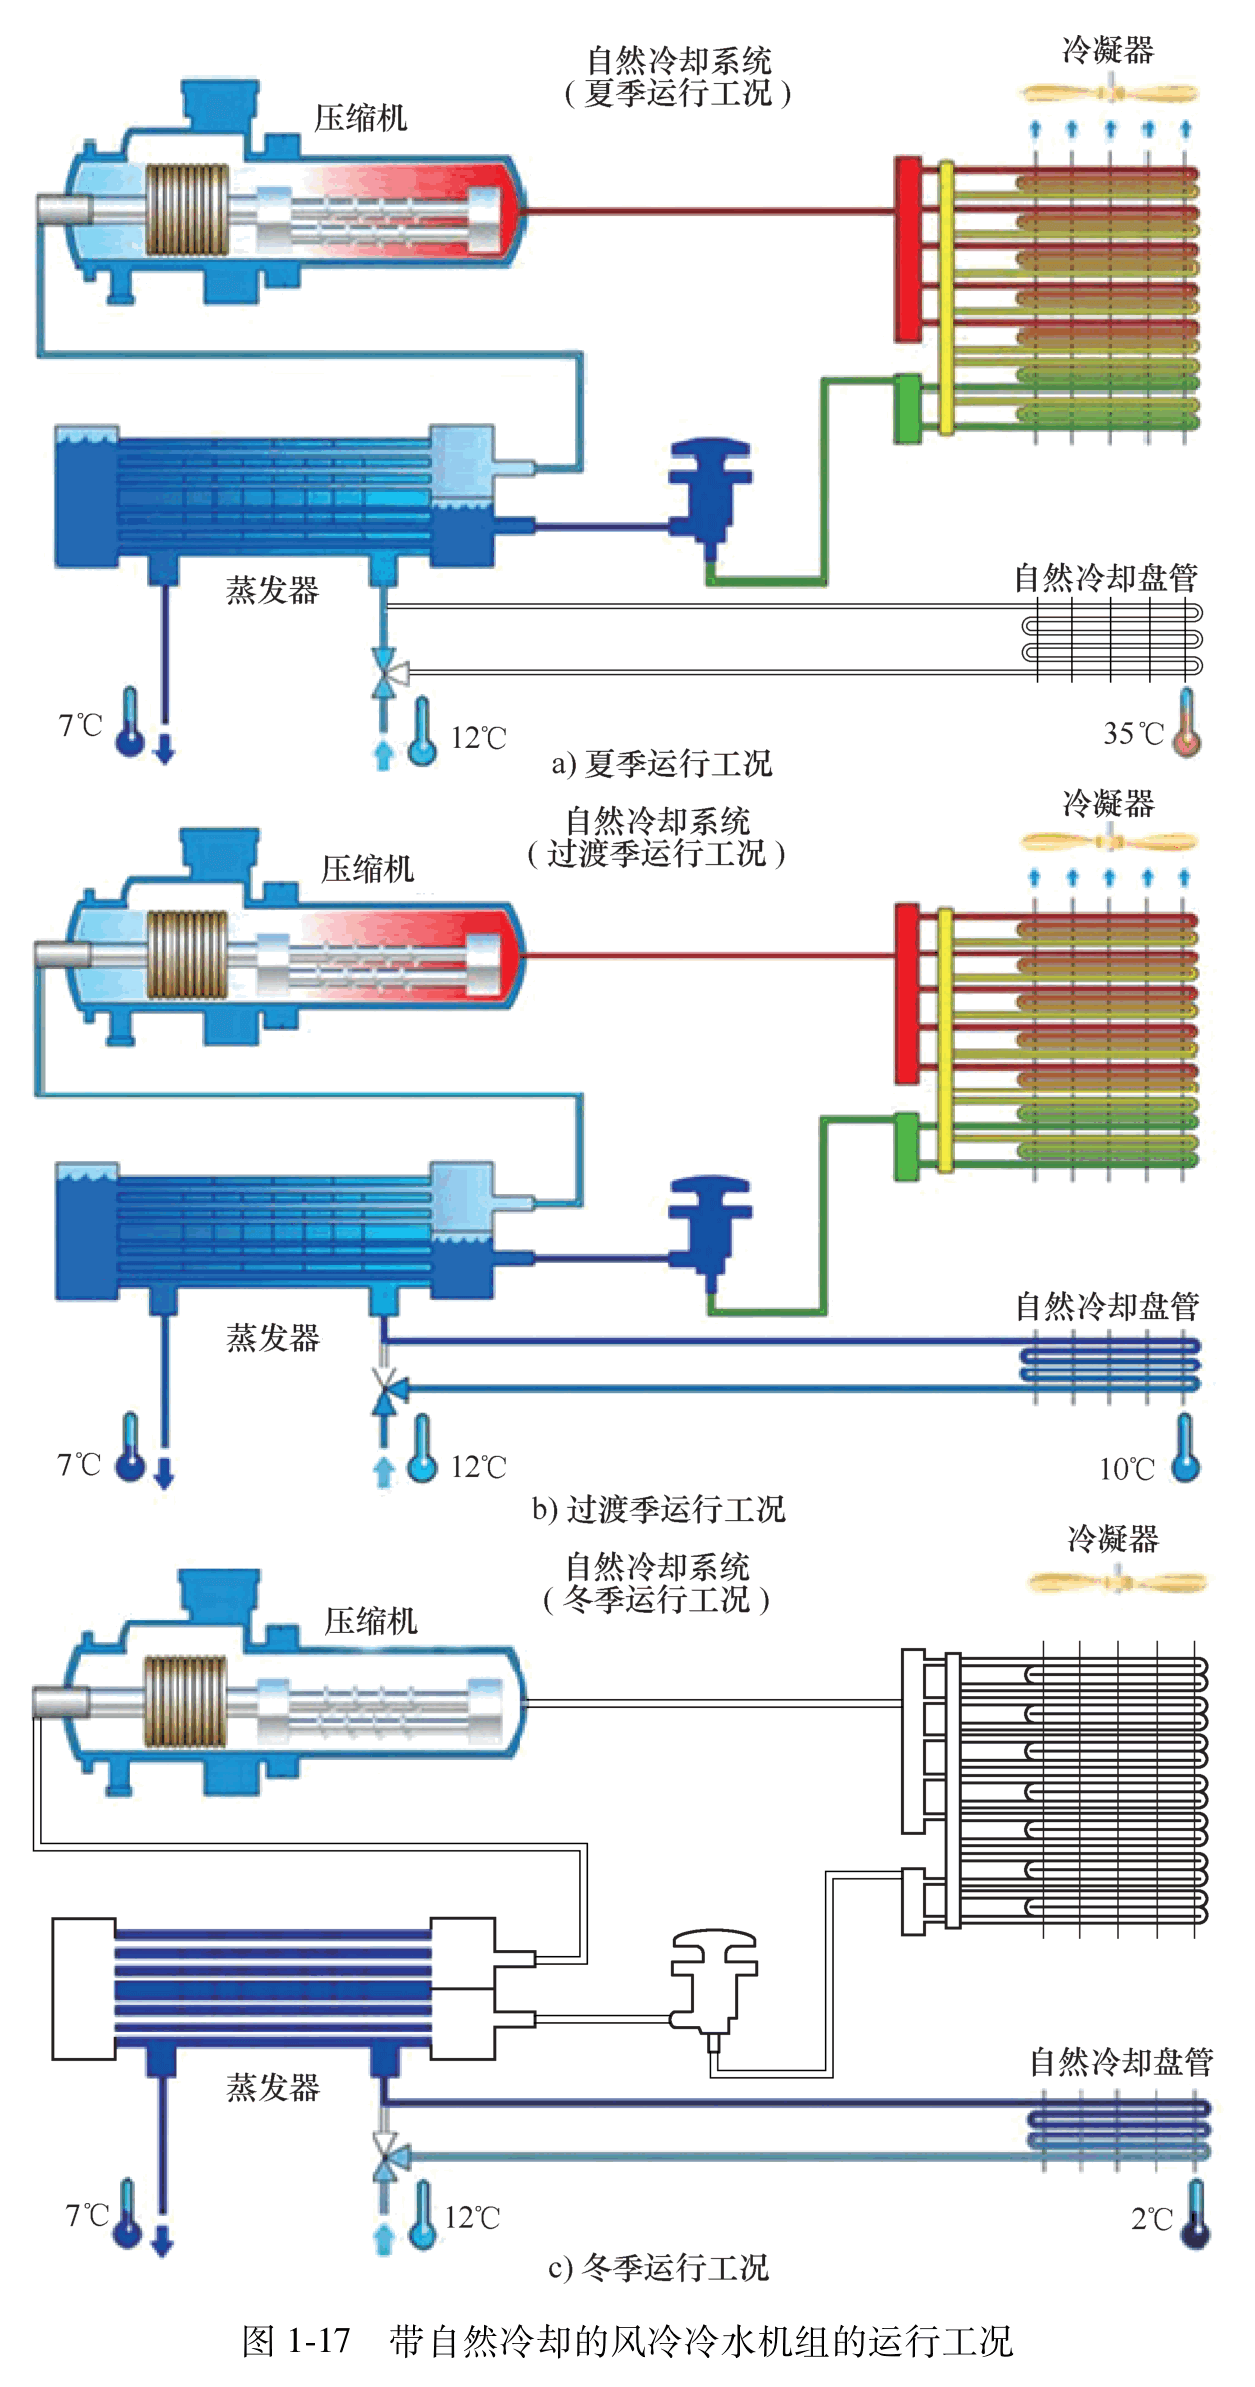 自然冷却系统
(夏季运行工况)
冷凝器
压缩机
蒸发器
自然冷却盘管
7℃
12℃
35℃
a) 夏季运行工况
自然冷却系统
(过渡季运行工况)
冷凝器
压缩机
蒸发器
自然冷却盘管
7℃
12℃
10℃
b) 过渡季运行工况
自然冷却系统
(冬季运行工况)
冷凝器
压缩机
蒸发器
自然冷却盘管
7℃
12℃
2℃
c) 冬季运行工况
图 1-17 带自然冷却的风冷冷水机组的运行工况